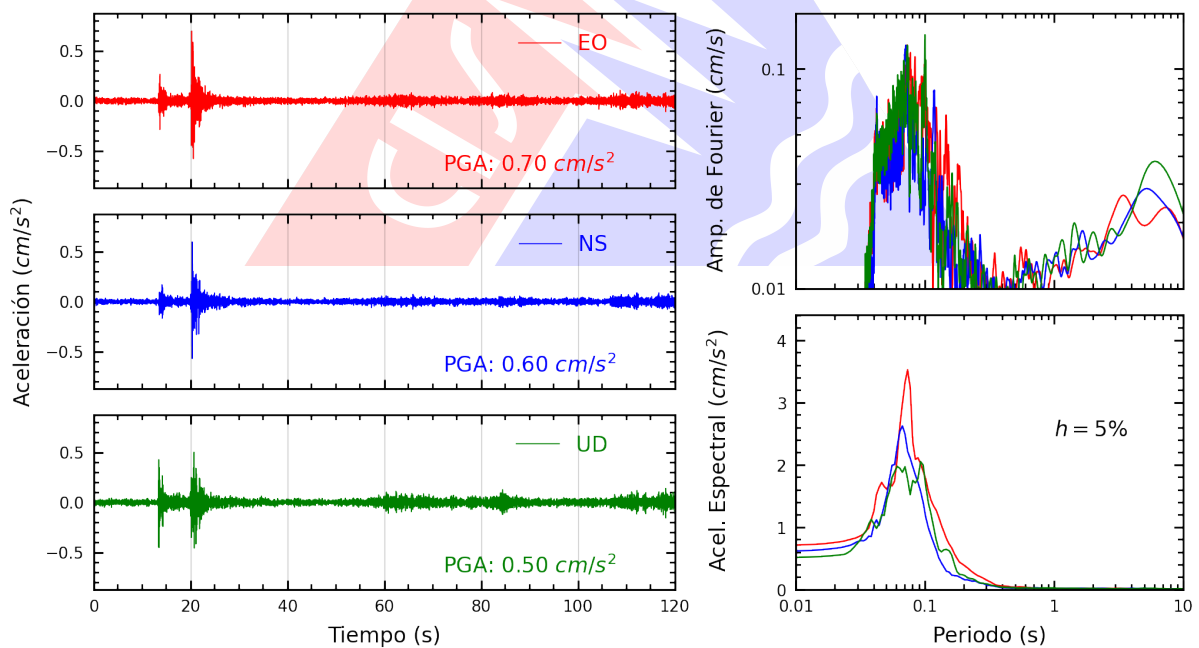 Aceleración (cm/s²)
0.5
0.0
−0.5
EO
PGA: 0.70 cm/s²
0.5
0.0
−0.5
NS
PGA: 0.60 cm/s²
0.5
0.0
−0.5
UD
PGA: 0.50 cm/s²
0 20 40 60 80 100 120
Tiempo (s)
Amp. de Fourier (cm/s)
0.1
0.01
Acel. Espectral (cm/s²)
4
3
2
1
0
h = 5%
0.01 0.1 1 10
Periodo (s)